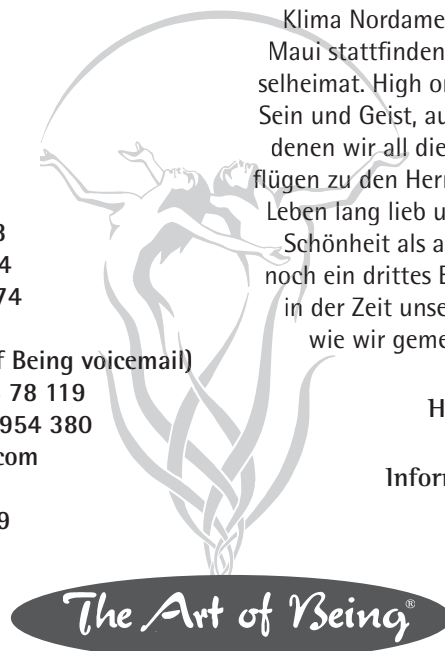 Klima Nordame
Maui stattfinden
selheimat. High
Sein und Geist, au
denen wir all die
flügen zu den Her
Leben lang lieb u
Schönheit als a
noch ein drittes
in der Zeit unse
wie wir geme
H
Infor
3
4
74
f Being voicemail)
78 119
954 380
com
9
The Art of Being®